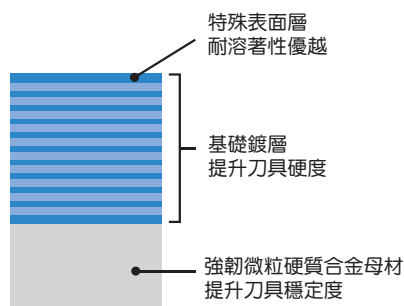 特殊表面層
耐溶著性優越
基礎鍍層
提升刀具硬度
強韌微粒硬質合金母材
提升刀具穩定度